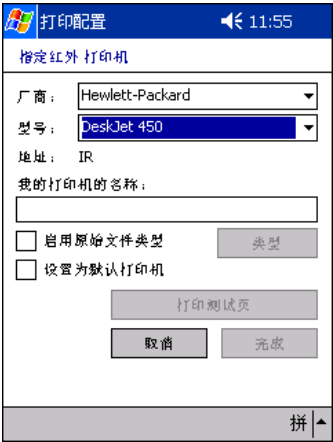 打印配置 11:55
指定红外打印机
厂商： Hewlett-Packard
型号： DeskJet 450
地址： IR
我的打印机的名称：
启用原始文件类型 类型
设置为默认打印机
打印测试页
取消 完成
拼